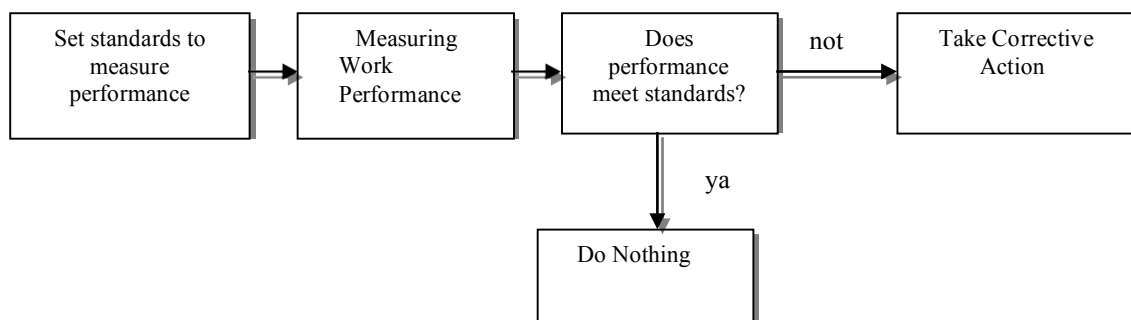 Set standards to
measure
performance
Measuring
Work
Performance
Does
performance
meet standards?
not
Take Corrective
Action
ya
Do Nothing